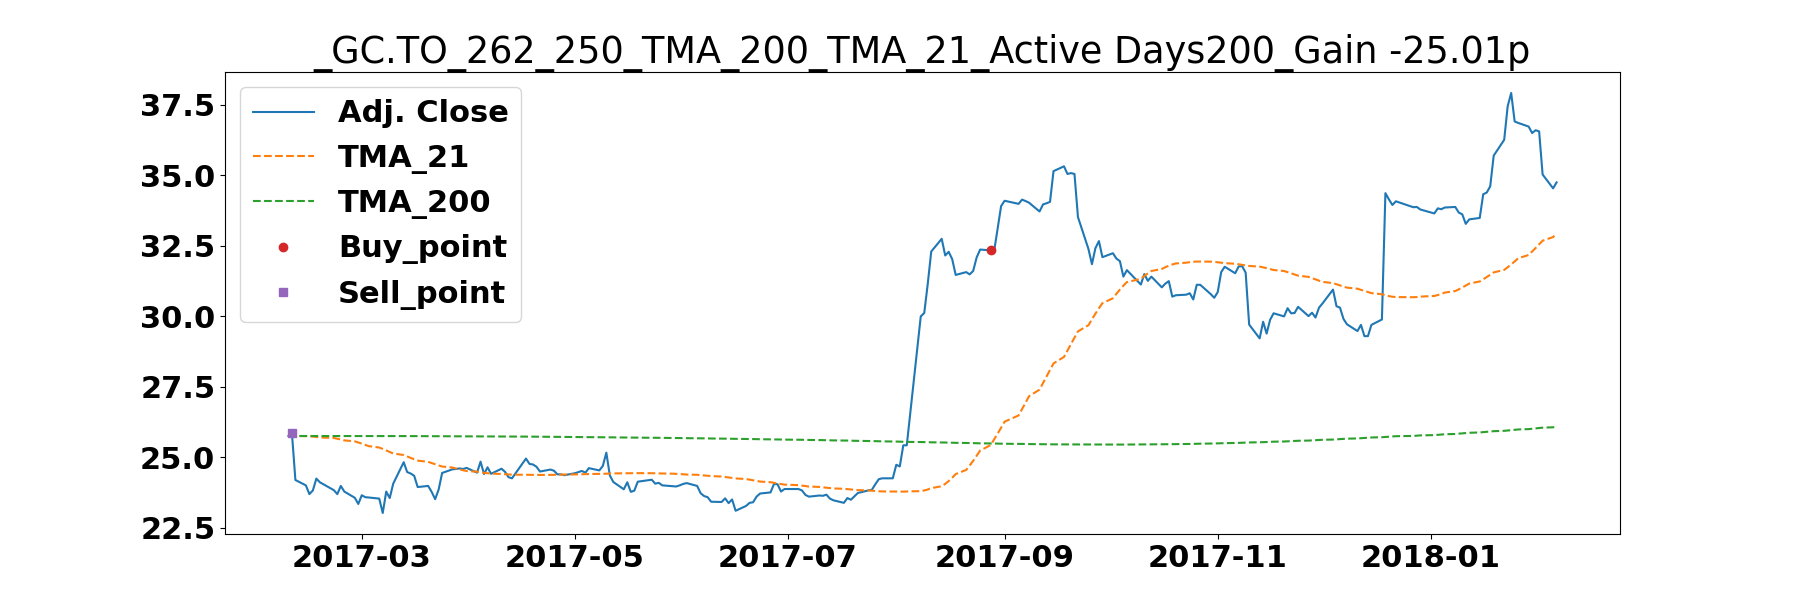 _GC.TO_262_250_TMA_200_TMA_21_Active Days200_Gain -25.01p
37.5
35.0
32.5
30.0
27.5
25.0
22.5
Adj. Close
TMA_21
TMA_200
Buy_point
Sell_point
2017-03 2017-05 2017-07 2017-09 2017-11 2018-01